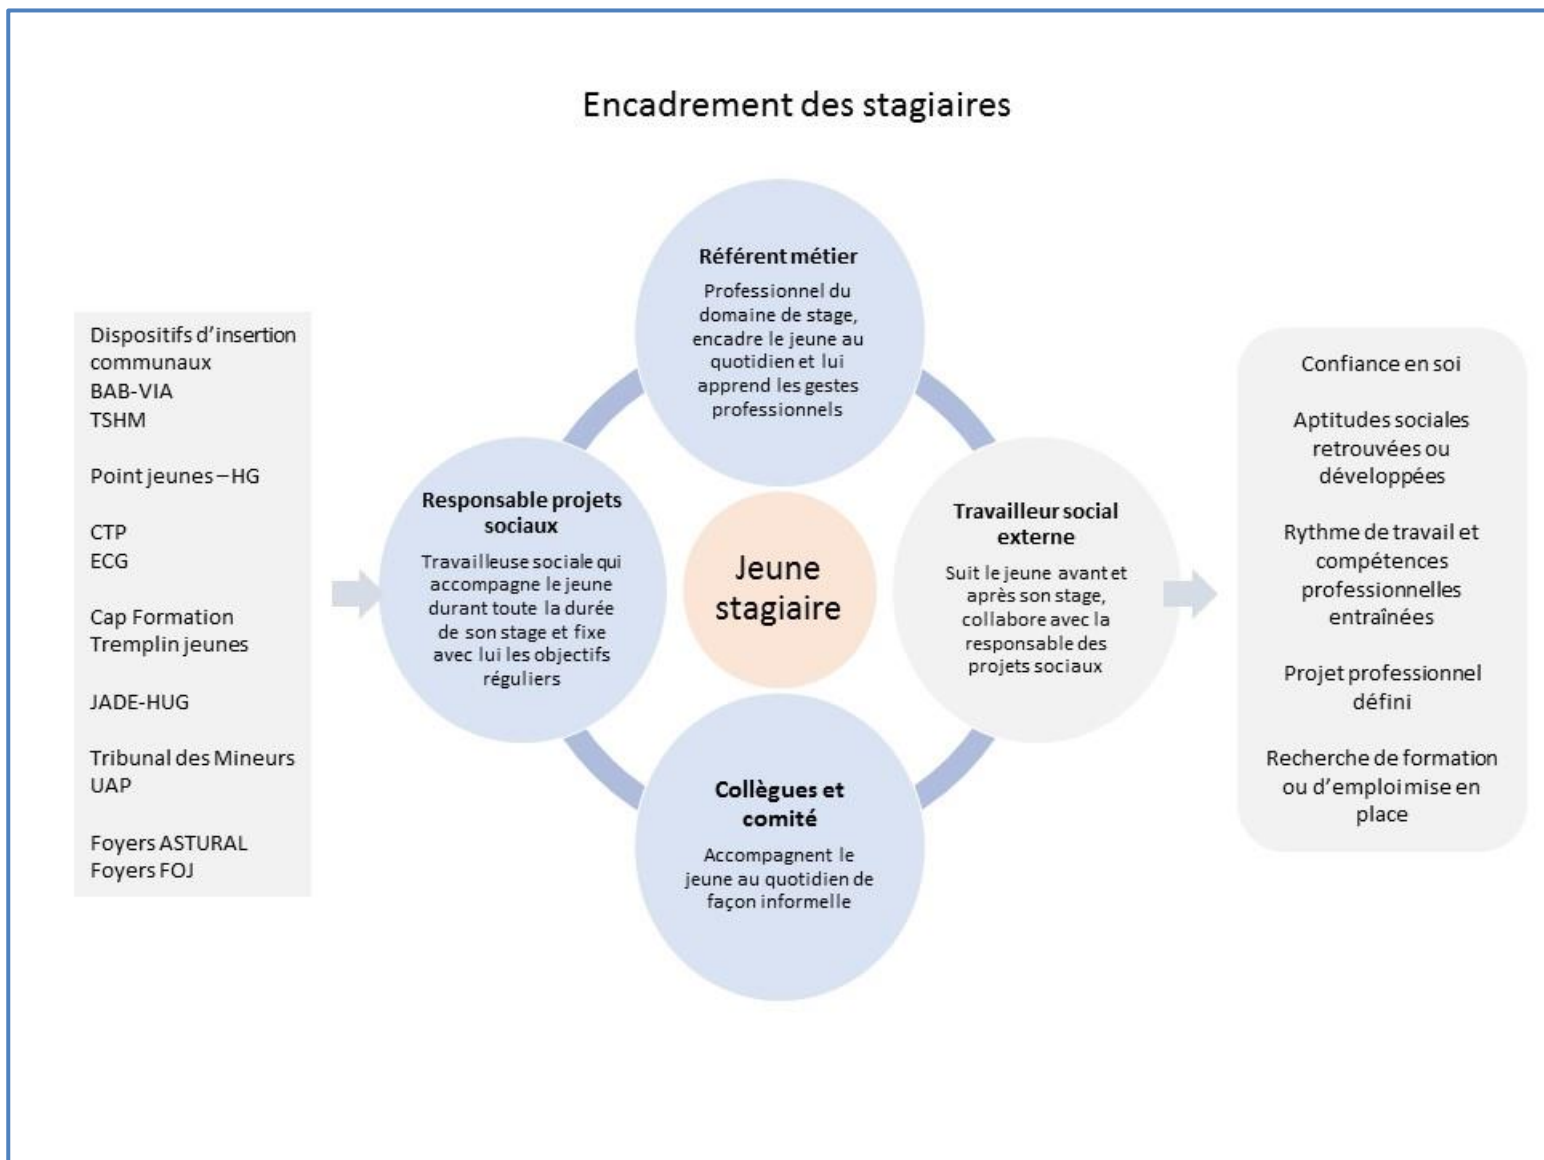 Encadrement des stagiaires
Dispositifs d'insertion
communaux
BAB-VIA
TSHM
Point jeunes – HG
CTP
ECG
Cap Formation
Tremplin jeunes
JADE-HUG
Tribunal des Mineurs
UAP
Foyers ASTURAL
Foyers FOJ
Responsable projets
sociaux
Travailleuse sociale qui
accompagne le jeune
durant toute la durée
de son stage et fixe
avec lui les objectifs
réguliers
Référent métier
Professionnel du
domaine de stage,
encadre le jeune au
quotidien et lui
apprend les gestes
professionnels
Jeune
stagiaire
Collègues et
comité
Accompagnent le
jeune au quotidien de
façon informelle
Travailleur social
externe
Suit le jeune avant et
après son stage,
collabore avec la
responsable des
projets sociaux
Confiance en soi
Aptitudes sociales
retrouvées ou
développées
Rythme de travail et
compétences
professionnelles
entraînées
Projet professionnel
défini
Recherche de formation
ou d'emploi mise en
place